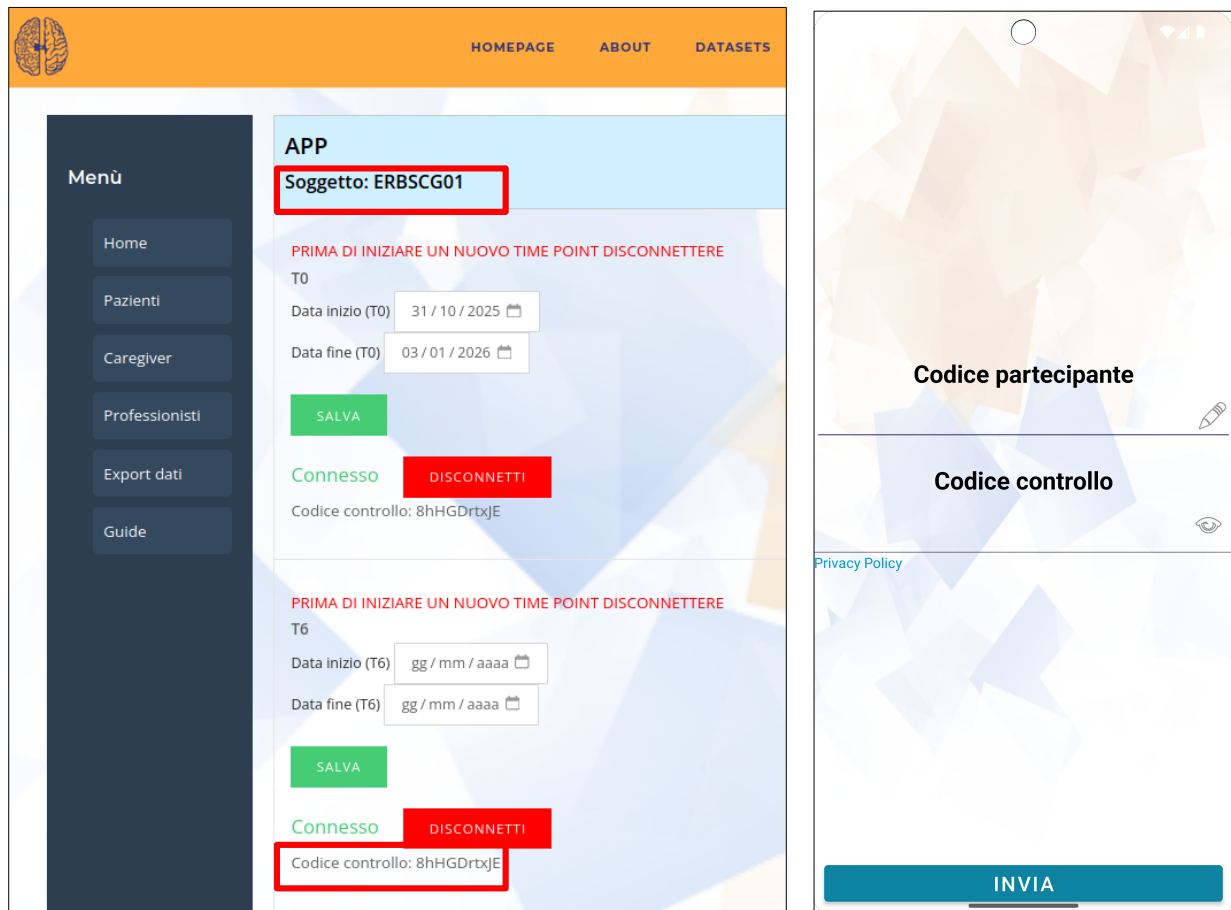 HOMEPAGE ABOUT DATASETS
Menù
Home
Pazienti
Caregiver
Professionisti
Export dati
Guide
APP
Soggetto: ERBSCG01
PRIMA DI INIZIARE UN NUOVO TIME POINT DISCONNETTERE
T0
Data inizio (T0) 31 / 10 / 2025
Data fine (T0) 03 / 01 / 2026
SALVA
Connesso DISCONNETTI
Codice controllo: 8hHGDrtxJE
PRIMA DI INIZIARE UN NUOVO TIME POINT DISCONNETTERE
T6
Data inizio (T6) gg / mm / aaaa
Data fine (T6) gg / mm / aaaa
SALVA
Connesso DISCONNETTI
Codice controllo: 8hHGDrtxJE
Codice partecipante
Codice controllo
Privacy Policy
INVIA